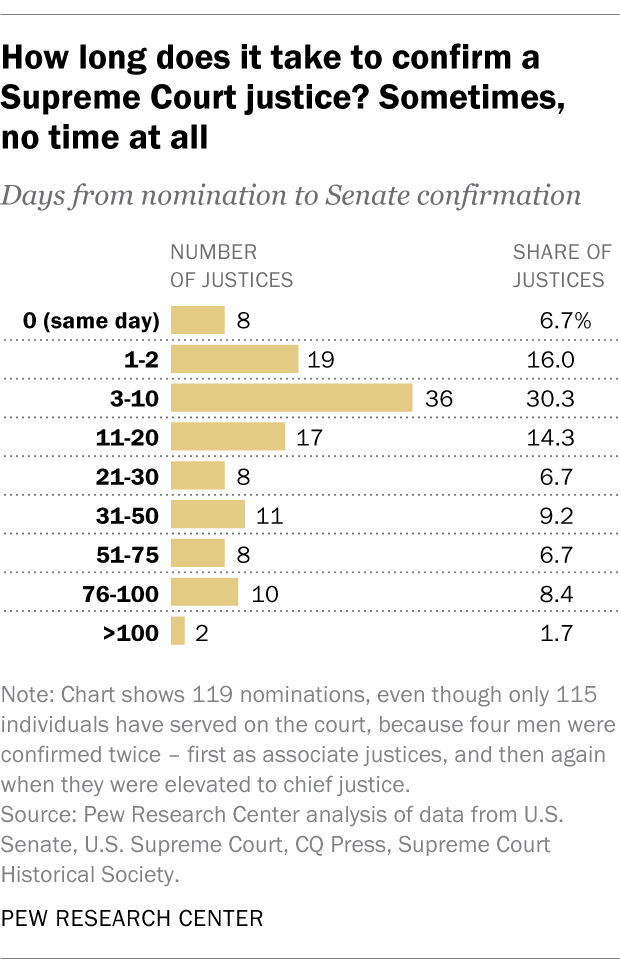 How long does it take to confirm a
Supreme Court justice? Sometimes,
no time at all
Days from nomination to Senate confirmation
NUMBER OF JUSTICES
SHARE OF JUSTICES
0 (same day) 8 6.7%
1-2 19 16.0
3-10 36 30.3
11-20 17 14.3
21-30 8 6.7
31-50 11 9.2
51-75 8 6.7
76-100 10 8.4
>100 2 1.7
Note: Chart shows 119 nominations, even though only 115
individuals have served on the court, because four men were
confirmed twice – first as associate justices, and then again
when they were elevated to chief justice.
Source: Pew Research Center analysis of data from U.S.
Senate, U.S. Supreme Court, CQ Press, Supreme Court
Historical Society.
PEW RESEARCH CENTER